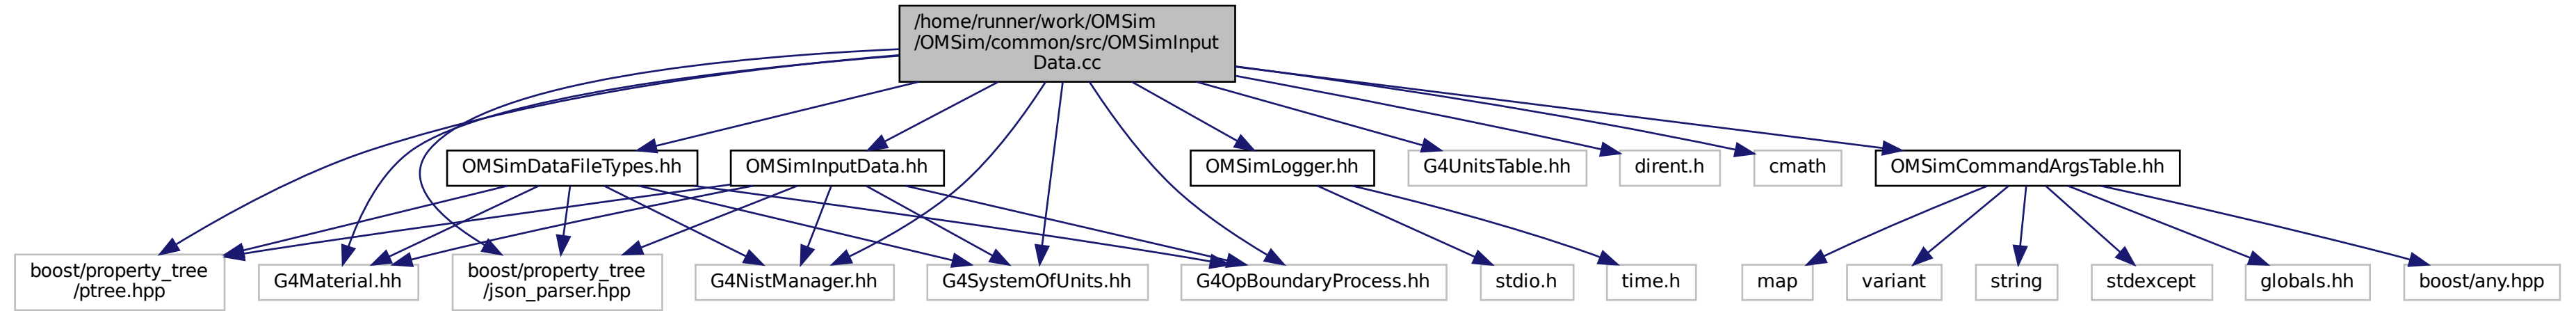 /home/runner/work/OMSim
/OMSim/common/src/OMSimInput
Data.cc
OMSimDataFileTypes.hh
OMSimInputData.hh
OMSimLogger.hh
G4UnitsTable.hh
dirent.h
cmath
OMSimCommandArgsTable.hh
boost/property_tree
/ptree.hpp
G4Material.hh
boost/property_tree
/json_parser.hpp
G4NistManager.hh
G4SystemOfUnits.hh
G4OpBoundaryProcess.hh
stdio.h
time.h
map
variant
string
stdexcept
globals.hh
boost/any.hpp